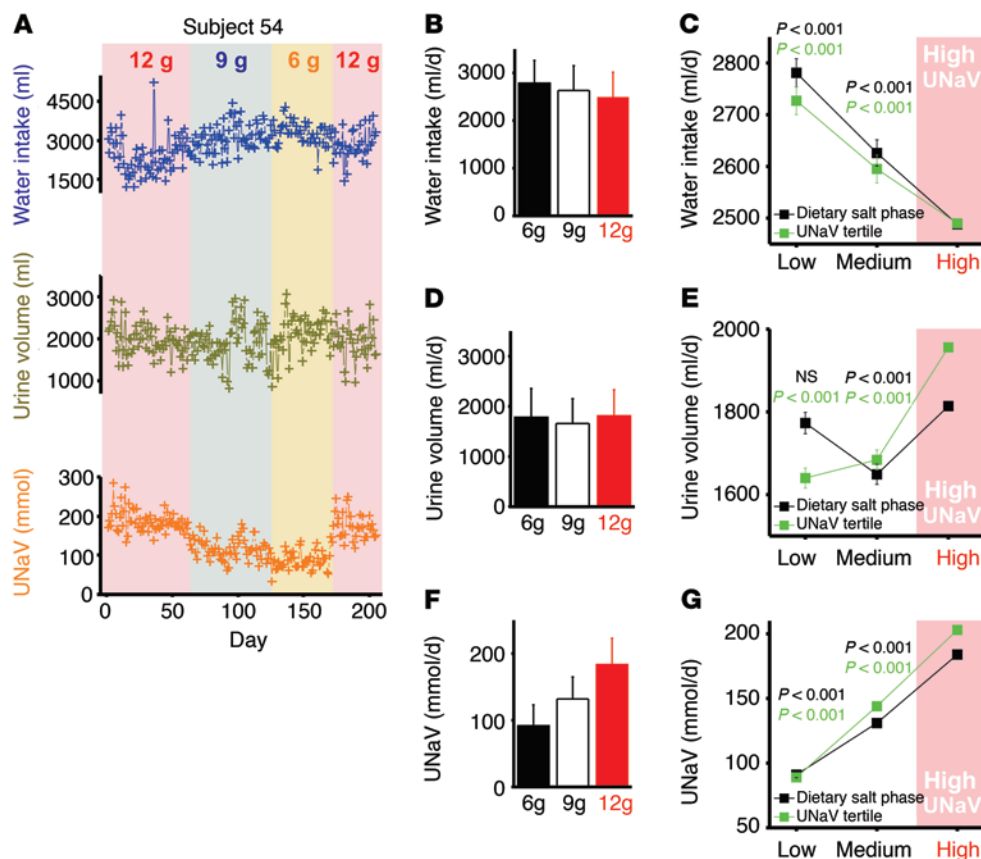 A
Subject 54
12 g 9 g 6 g 12 g
Water intake (ml)
4500
3000
1500
Urine volume (ml)
3000
2000
1000
UNaV (mmol)
300
200
100
0
0 50 100 150 200
Day
B
Water intake (ml/d)
3000
2000
1000
0
6g 9g 12g
C
Water intake (ml/d)
2800
2700
2600
2500
P < 0.001
P < 0.001
P < 0.001
P < 0.001
High
UNaV
Dietary salt phase
UNaV tertile
Low Medium High
D
Urine volume (ml/d)
3000
2000
1000
0
6g 9g 12g
E
Urine volume (ml/d)
2000
1800
1600
NS
P < 0.001
P < 0.001
P < 0.001
High
UNaV
Dietary salt phase
UNaV tertile
Low Medium High
F
UNaV (mmol/d)
200
100
0
6g 9g 12g
G
UNaV (mmol/d)
200
150
100
50
P < 0.001
P < 0.001
P < 0.001
P < 0.001
High
UNaV
Dietary salt phase
UNaV tertile
Low Medium High